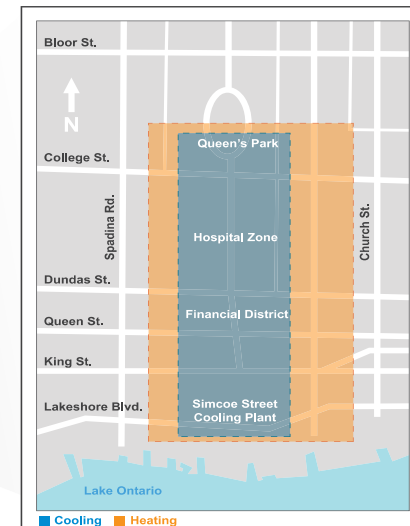 Bloor St.
N
Queen's Park
College St.
Spadina Rd.
Church St.
Hospital Zone
Dundas St.
Financial District
Queen St.
King St.
Simcoe Street
Cooling Plant
Lakeshore Blvd.
Lake Ontario
Cooling Heating